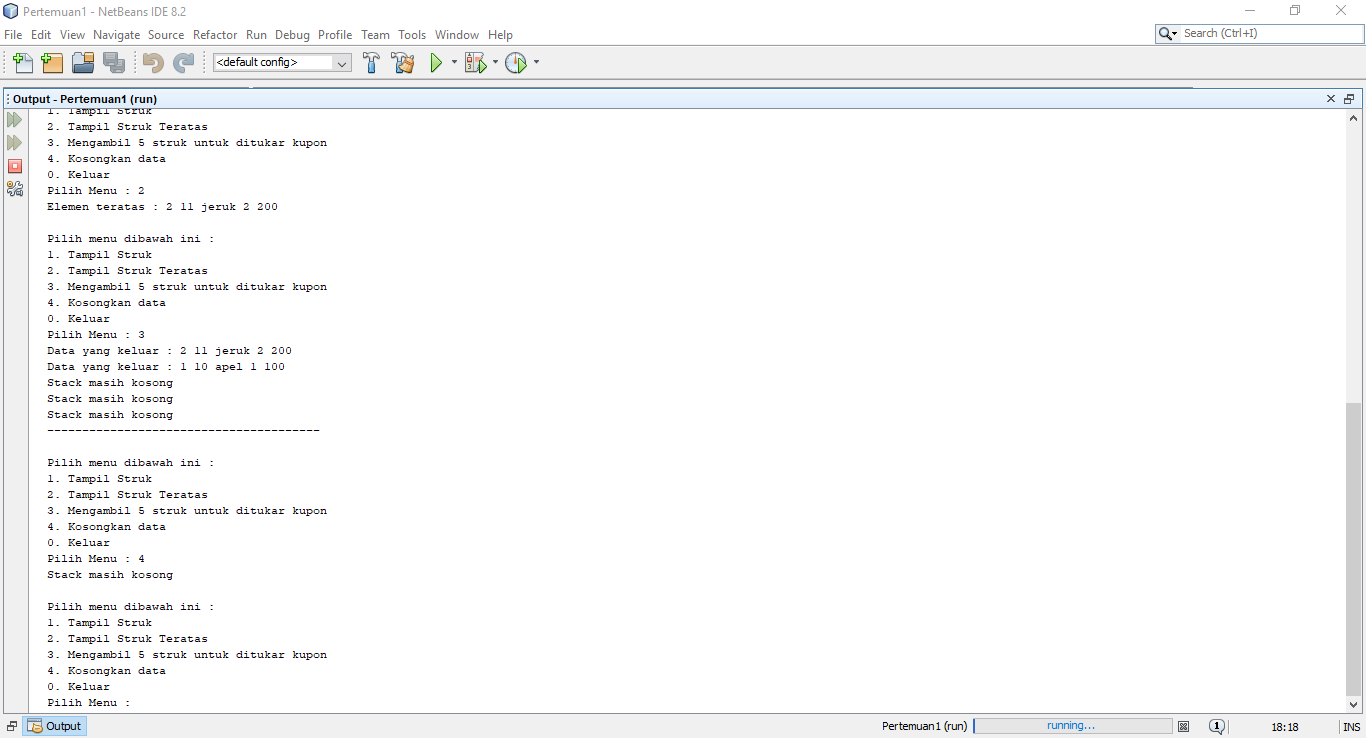 Pertemuan1 - NetBeans IDE 8.2
File Edit View Navigate Source Refactor Run Debug Profile Team Tools Window Help
Search (Ctrl+I)
<default config>
Output - Pertemuan1 (run)
1. Tampil Struk
2. Tampil Struk Teratas
3. Mengambil 5 struk untuk ditukar kupon
4. Kosongkan data
0. Keluar
Pilih Menu : 2
Elemen teratas : 2 11 jeruk 2 200
Pilih menu dibawah ini :
1. Tampil Struk
2. Tampil Struk Teratas
3. Mengambil 5 struk untuk ditukar kupon
4. Kosongkan data
0. Keluar
Pilih Menu : 3
Data yang keluar : 2 11 jeruk 2 200
Data yang keluar : 1 10 apel 1 100
Stack masih kosong
Stack masih kosong
Stack masih kosong
---------------------------------------
Pilih menu dibawah ini :
1. Tampil Struk
2. Tampil Struk Teratas
3. Mengambil 5 struk untuk ditukar kupon
4. Kosongkan data
0. Keluar
Pilih Menu : 4
Stack masih kosong
Pilih menu dibawah ini :
1. Tampil Struk
2. Tampil Struk Teratas
3. Mengambil 5 struk untuk ditukar kupon
4. Kosongkan data
0. Keluar
Pilih Menu :
Output
Pertemuan1 (run) running... 1 18:18 INS